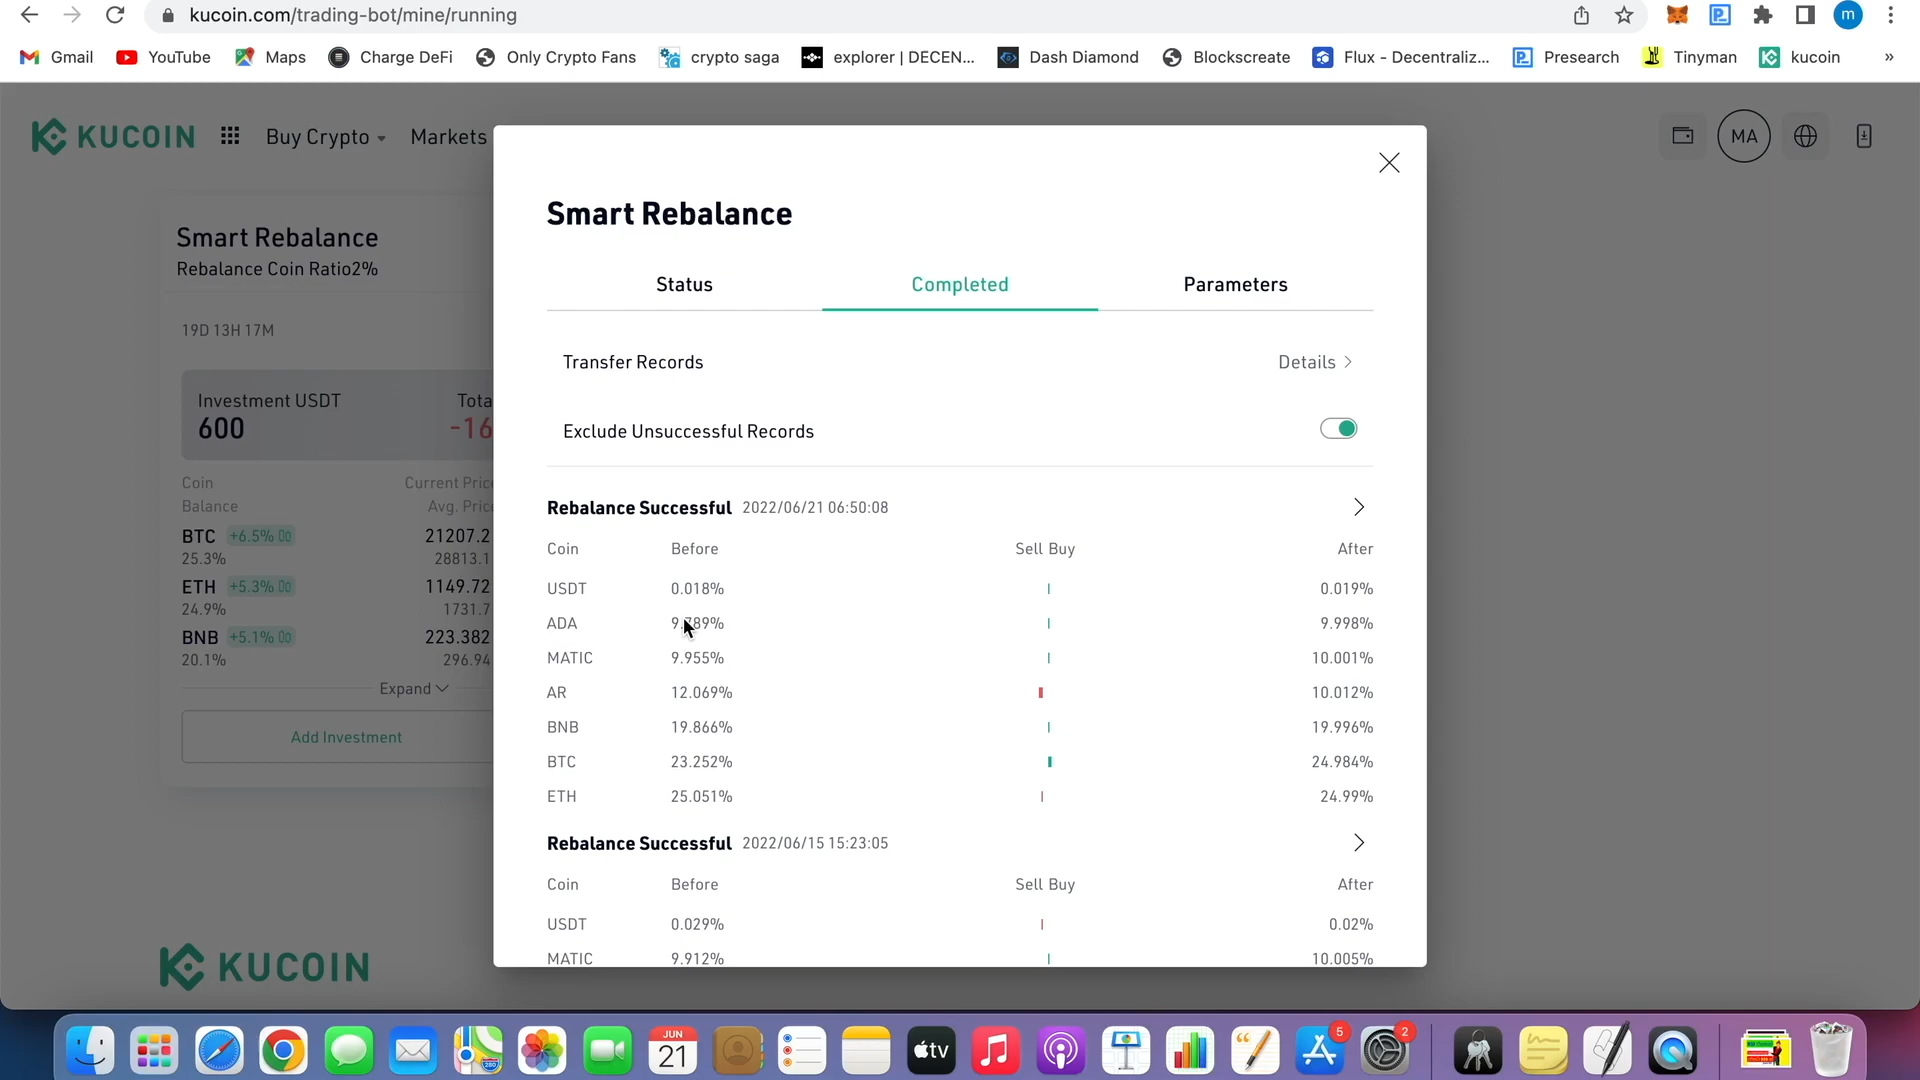 kucoin.com/trading-bot/mine/running
m
Gmail YouTube Maps Charge DeFi Only Crypto Fans crypto saga explorer | DECEN... Dash Diamond Blockscreate Flux - Decentraliz... Presearch Tinyman kucoin »
KUCOIN Buy Crypto Markets MA
Smart Rebalance
Rebalance Coin Ratio2%
19D 13H 17M
Investment USDT Tota
600 -16
Coin Current Price
Balance Avg. Price
BTC +6.5% 21207.2
25.3% 28813.1
ETH +5.3% 1149.72
24.9% 1731.7
BNB +5.1% 223.382
20.1% 296.94
Expand
Add Investment
KUCOIN
Smart Rebalance
Status Completed Parameters
Transfer Records Details >
Exclude Unsuccessful Records
Rebalance Successful 2022/06/21 06:50:08
Coin Before Sell Buy After
USDT 0.018% 0.019%
ADA 9.789% 9.998%
MATIC 9.955% 10.001%
AR 12.069% 10.012%
BNB 19.866% 19.996%
BTC 23.252% 24.984%
ETH 25.051% 24.99%
Rebalance Successful 2022/06/15 15:23:05
Coin Before Sell Buy After
USDT 0.029% 0.02%
MATIC 9.912% 10.005%
JUN
21
280
tv
5
2